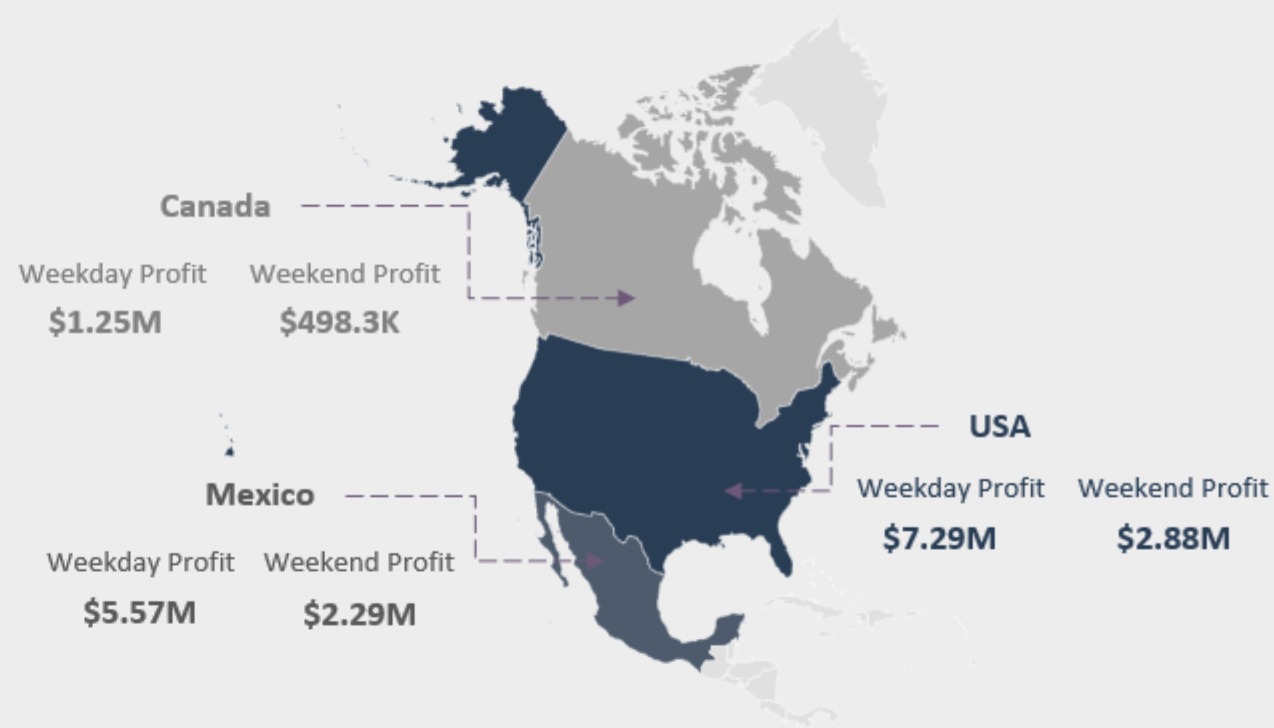 Canada
Weekday Profit Weekend Profit
$1.25M $498.3K
USA
Weekday Profit Weekend Profit
$7.29M $2.88M
Mexico
Weekday Profit Weekend Profit
$5.57M $2.29M